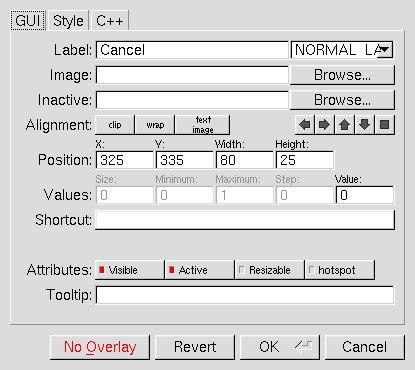 GUI Style C++
Label: Cancel NORMAL LA
Image: Browse...
Inactive: Browse...
Alignment: clip wrap text image
X: Y: Width: Height:
Position: 325 335 80 25
Size: Minimum: Maximum: Step: Value:
Values: 0 0 1 0 0
Shortcut:
Attributes: Visible Active Resizable hotspot
Tooltip:
No Overlay Revert OK Cancel